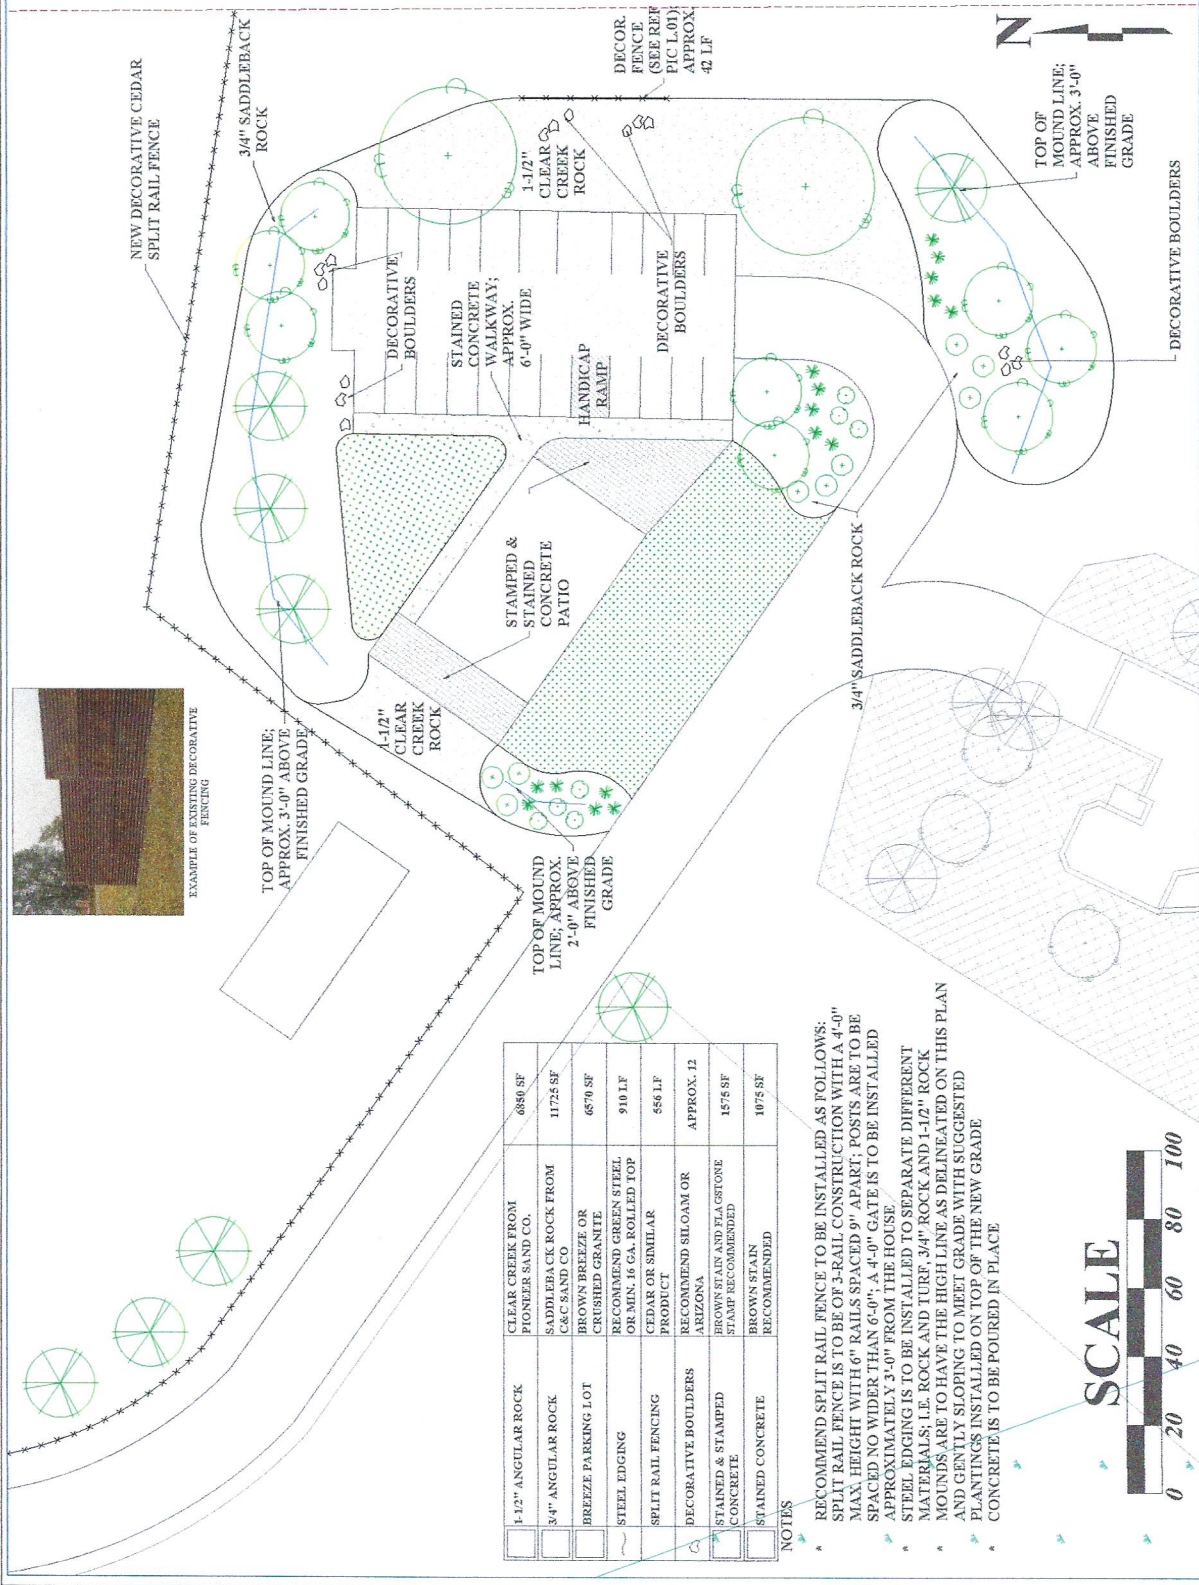 NEW DECORATIVE CEDAR
SPLIT RAIL FENCE
3/4" SADDLEBACK
ROCK
DECOR.
FENCE
(SEE REF
PIC L.01);
APPROX.
42 LF
N
1-1/2"
CLEAR
CREEK
ROCK
DECORATIVE
BOULDERS
STAINED
CONCRETE
WALKWAY;
APPROX.
6'-0" WIDE
HANDICAP
RAMP
DECORATIVE
BOULDERS
TOP OF
MOUND LINE;
APPROX. 3'-0"
ABOVE
FINISHED
GRADE
DECORATIVE BOULDERS
STAMPED &
STAINED
CONCRETE
PATIO
3/4" SADDLEBACK ROCK
EXAMPLE OF EXISTING DECORATIVE
FENCING
TOP OF MOUND LINE;
APPROX. 3'-0" ABOVE
FINISHED GRADE
1-1/2"
CLEAR
CREEK
ROCK
TOP OF MOUND
LINE; APPROX.
2'-0" ABOVE
FINISHED
GRADE
1-1/2" ANGULAR ROCK
CLEAR CREEK FROM
PIONEER SAND CO.
6850 SF
3/4" ANGULAR ROCK
SADDLEBACK ROCK FROM
C&C SAND CO
11725 SF
BREEZE PARKING LOT
BROWN BREEZE OR
CRUSHED GRANITE
6570 SF
STEEL EDGING
RECOMMEND GREEN STEEL
OR MIN. 16 GA. ROLLED TOP
910 LF
SPLIT RAIL FENCING
CEDAR OR SIMILAR
PRODUCT
556 LF
DECORATIVE BOULDERS
RECOMMEND SILOAM OR
ARIZONA
APPROX. 12
STAINED & STAMPED
CONCRETE
BROWN STAIN AND FLAGSTONE
STAMP RECOMMENDED
1575 SF
STAINED CONCRETE
BROWN STAIN
RECOMMENDED
1075 SF
NOTES
* RECOMMEND SPLIT RAIL FENCE TO BE INSTALLED AS FOLLOWS:
SPLIT RAIL FENCE IS TO BE OF 3-RAIL CONSTRUCTION WITH A 4'-0"
MAX HEIGHT WITH 6" RAILS SPACED 9" APART; POSTS ARE TO BE
SPACED NO WIDER THAN 6'-0"; A 4'-0" GATE IS TO BE INSTALLED
APPROXIMATELY 3'-0" FROM THE HOUSE
* STEEL EDGING IS TO BE INSTALLED TO SEPARATE DIFFERENT
MATERIALS; I.E. ROCK AND TURF, 3/4" ROCK AND 1-1/2" ROCK
* MOUNDS ARE TO HAVE THE HIGH LINE AS DELINEATED ON THIS PLAN
AND GENTLY SLOPING TO MEET GRADE WITH SUGGESTED
PLANTINGS INSTALLED ON TOP OF THE NEW GRADE
* CONCRETE IS TO BE POURED IN PLACE
SCALE
0 20 40 60 80 100